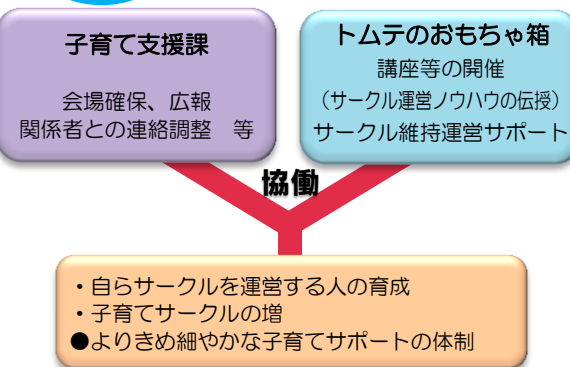 子育て支援課
会場確保、広報
関係者との連絡調整　等
トムテのおもちゃ箱
講座等の開催
（サークル運営ノウハウの伝授）
サークル維持運営サポート
協働
・自らサークルを運営する人の育成
・子育てサークルの増
●よりきめ細やかな子育てサポートの体制